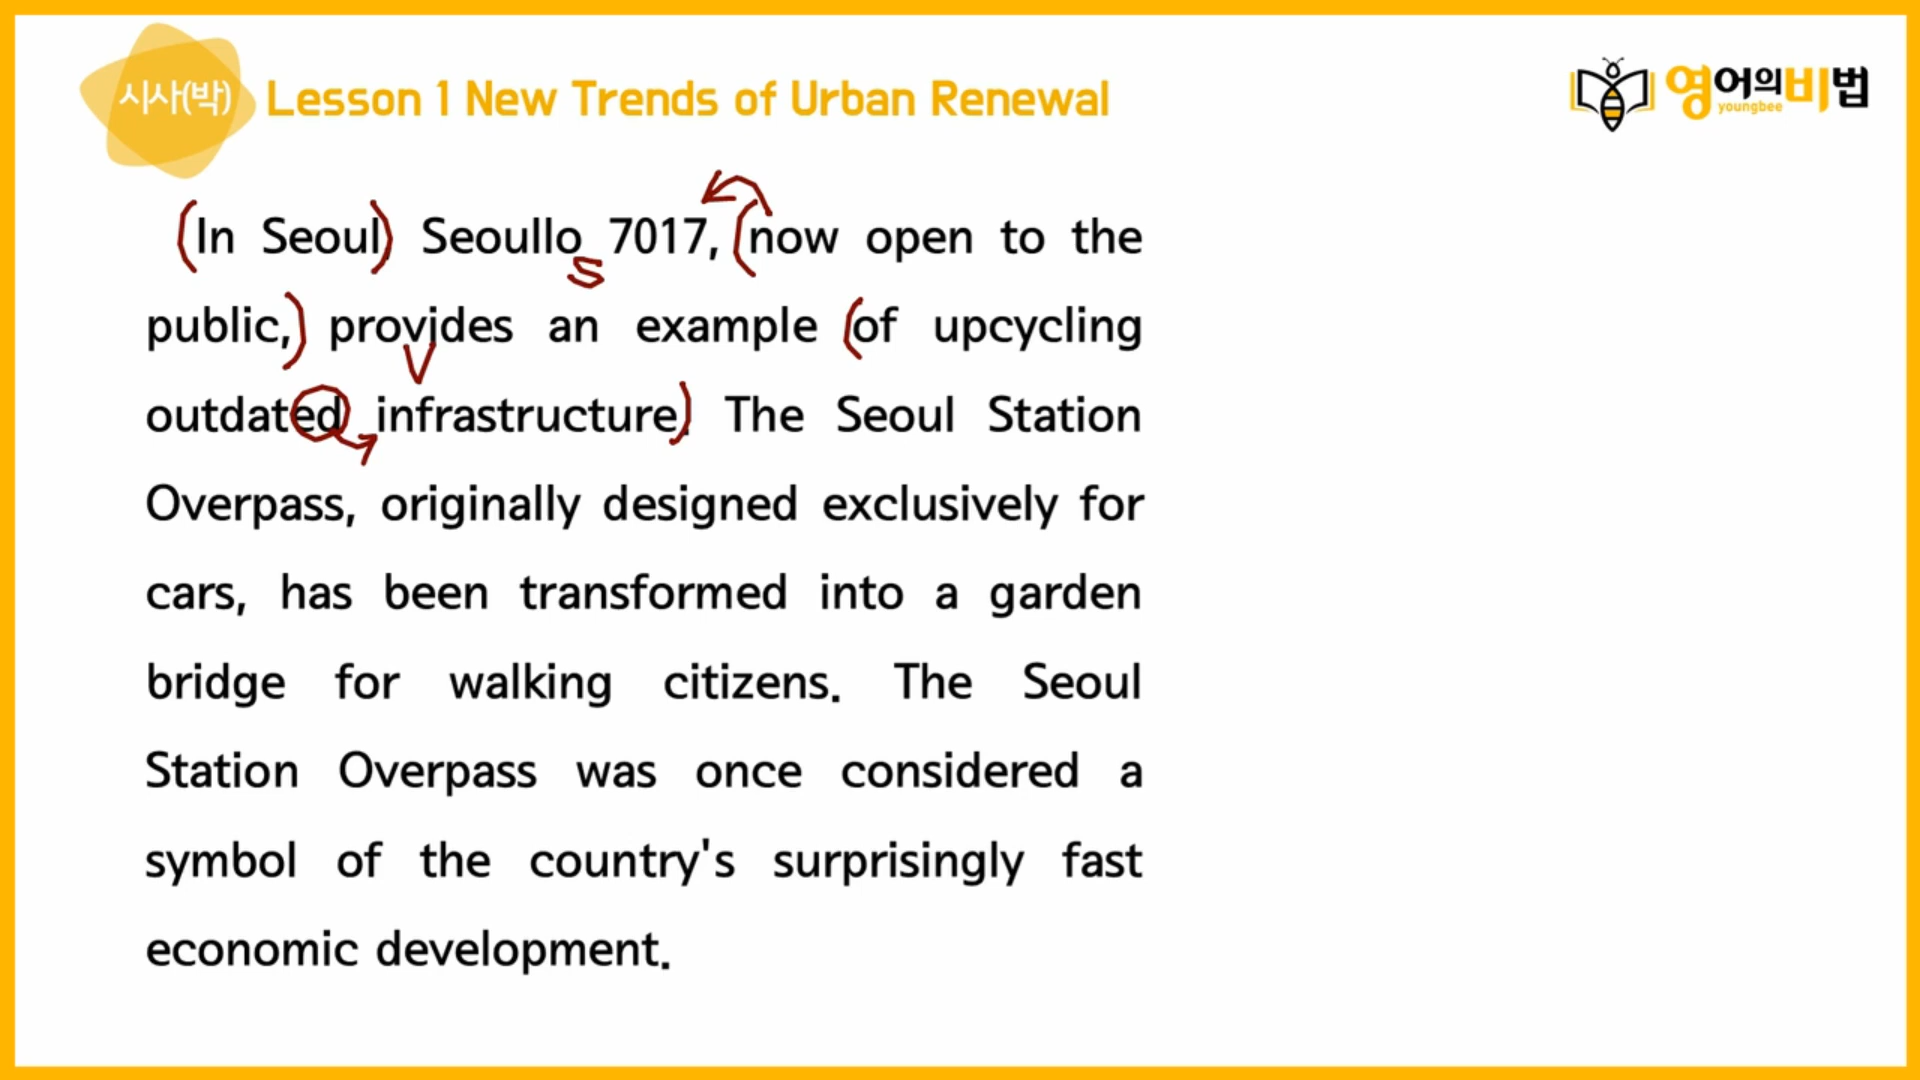 시사(박) Lesson 1 New Trends of Urban Renewal
영어의비법
youngbee
(In Seoul) Seoullo 7017, (now open to the
S
public,) provides an example (of upcycling
V
outdated infrastructure). The Seoul Station
Overpass, originally designed exclusively for
cars, has been transformed into a garden
bridge for walking citizens. The Seoul
Station Overpass was once considered a
symbol of the country's surprisingly fast
economic development.